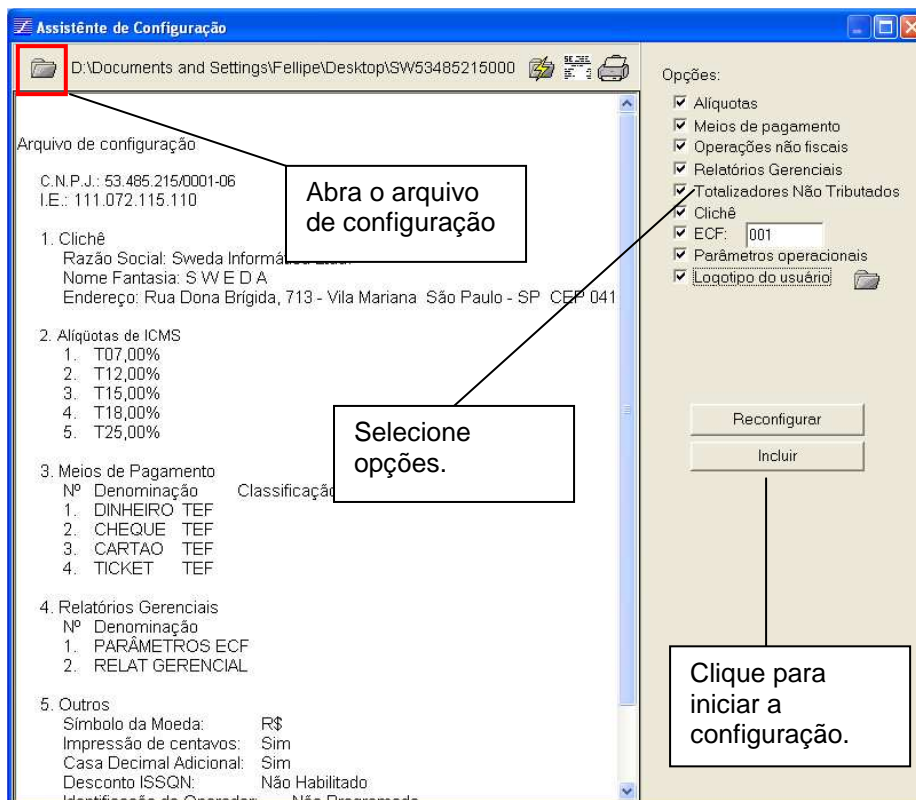 Assistênte de Configuração
D:\Documents and Settings\Fellipe\Desktop\SW53485215000
Opções:
Alíquotas
Meios de pagamento
Operações não fiscais
Relatórios Gerenciais
Totalizadores Não Tributados
Clichê
ECF: 001
Parâmetros operacionais
Logotipo do usuário
Arquivo de configuração
C.N.P.J.: 53.485.215/0001-06
I.E.: 111.072.115.110
Abra o arquivo
de configuração
1. Clichê
Razão Social: Sweda
Nome Fantasia: S W E D A
Endereço: Rua Dona Brígida, 713 - Vila Mariana São Paulo - SP CEP 041
2. Alíqüotas de ICMS
1. T07,00%
2. T12,00%
3. T15,00%
4. T18,00%
5. T25,00%
Selecione
opções.
Reconfigurar
Incluir
3. Meios de Pagamento
Nº Denominação Classificação
1. DINHEIRO TEF
2. CHEQUE TEF
3. CARTAO TEF
4. TICKET TEF
4. Relatórios Gerenciais
Nº Denominação
1. PARÂMETROS ECF
2. RELAT GERENCIAL
Clique para
iniciar a
configuração.
5. Outros
Símbolo da Moeda: R$
Impressão de centavos: Sim
Casa Decimal Adicional: Sim
Desconto ISSQN: Não Habilitado